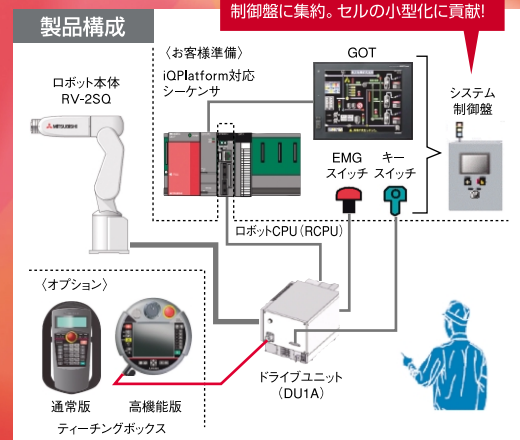 制御盤に集約。セルの小型化に貢献!
製品構成
〈お客様準備〉
iQPlatform対応
シーケンサ
GOT
ロボット本体
RV-2SQ
MITSUBISHI
システム
制御盤
EMG
スイッチ
キー
スイッチ
ロボットCPU(RCPU)
〈オプション〉
ドライブユニット
(DU1A)
通常版
高機能版
ティーチングボックス